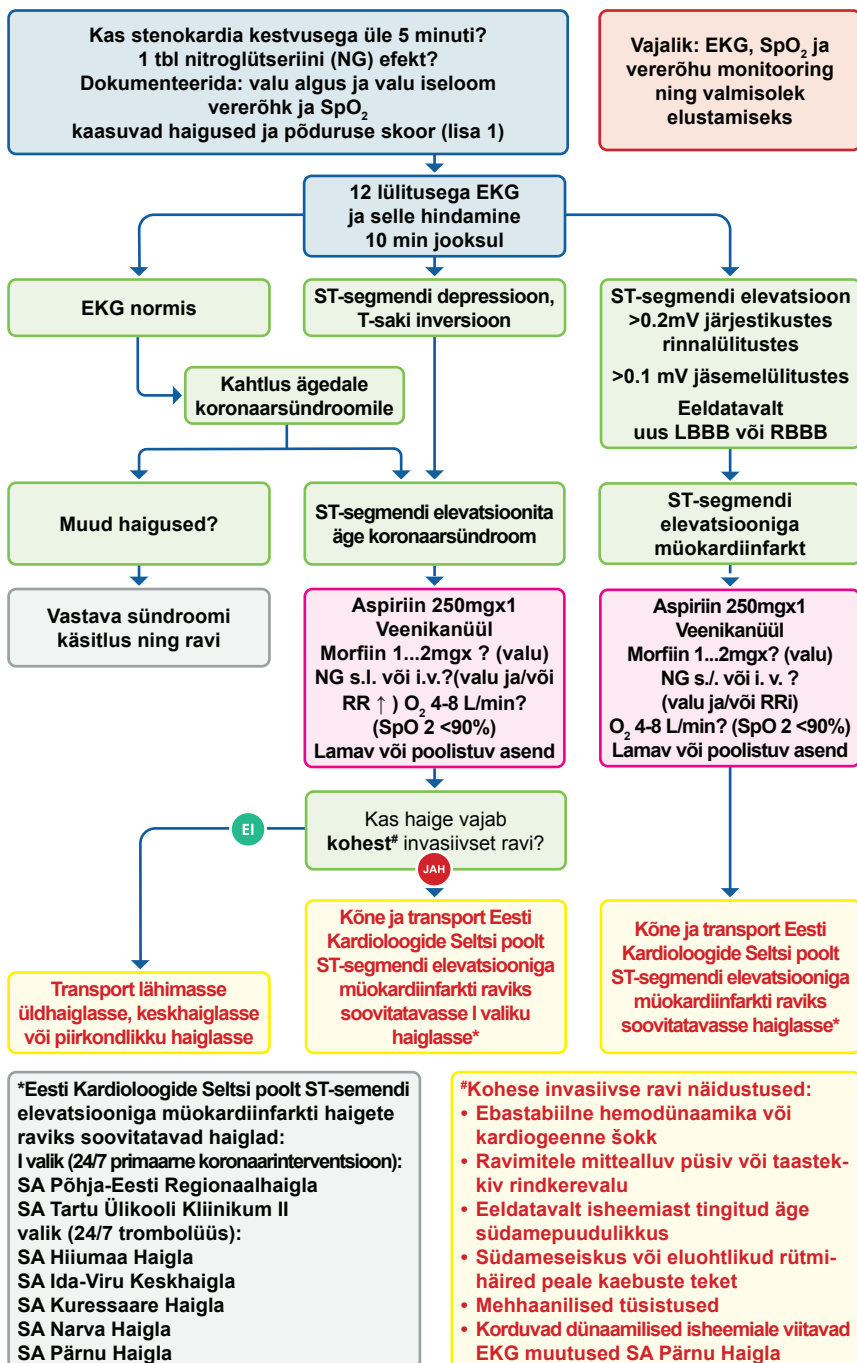 Kas stenokardia kestvusega üle 5 minuti?
1 tbl nitroglütseriini (NG) efekt?
Dokumenteerida: valu algus ja valu iseloom
vererõhk ja SpO₂
kaasuvad haigused ja põduruse skoor (lisa 1)
Vajalik: EKG, SpO₂ ja
vererõhu monitooring
ning valmisolek
elustamiseks
12 lülitusega EKG
ja selle hindamine
10 min jooksul
EKG normis
ST-segmendi depressioon,
T-saki inversioon
ST-segmendi elevatsioon
>0.2mV järjestikustes
rinnalülitustes
>0.1 mV jäsemelülitustes
Eeldatavalt
uus LBBB või RBBB
Kahtlus ägedale
koronaarsündroomile
Muud haigused?
ST-segmendi elevatsioonita
äge koronaarsündroom
ST-segmendi
elevatsiooniga
müokardiinfarkt
Vastava sündroomi
käsitlus ning ravi
Aspiriin 250mgx1
Veenikanüül
Morfiin 1...2mgx ? (valu)
NG s.l. või i.v.?(valu ja/või
RR ↑ ) O₂ 4-8 L/min?
(SpO 2 <90%)
Lamav või poolistuv asend
Aspiriin 250mgx1
Veenikanüül
Morfiin 1...2mgx? (valu)
NG s./. või i. v. ?
(valu ja/või RRi)
O₂ 4-8 L/min? (SpO 2 <90%)
Lamav või poolistuv asend
Kas haige vajab
kohest# invasiivset ravi?
EI
JAH
Transport lähimasse
üldhaiglasse, keskhaiglasse
või piirkondlikku haiglasse
Kõne ja transport Eesti
Kardioloogide Seltsi poolt
ST-segmendi elevatsiooniga
müokardiinfarkti raviks
soovitatavasse I valiku
haiglasse*
Kõne ja transport Eesti
Kardioloogide Seltsi poolt
ST-segmendi elevatsiooniga
müokardiinfarkti raviks
soovitatavasse haiglasse*
*Eesti Kardioloogide Seltsi poolt ST-semendi
elevatsiooniga müokardiinfarkti haigete
raviks soovitatavad haiglad:
I valik (24/7 primaarne koronaarinterventsioon):
SA Põhja-Eesti Regionaalhaigla
SA Tartu Ülikooli Kliinikum II
valik (24/7 trombolüüs):
SA Hiiumaa Haigla
SA Ida-Viru Keskhaigla
SA Kuressaare Haigla
SA Narva Haigla
SA Pärnu Haigla
#Kohese invasiivse ravi näidustused:
• Ebastabiilne hemodünaamika või
kardiogeenne šokk
• Ravimitele mittealluv püsiv või taastek-
kiv rindkerevalu
• Eeldatavalt isheemiast tingitud äge
südamepuudulikkus
• Südameseiskus või eluohtlikud rütmi-
häired peale kaebuste teket
• Mehhaanilised tüsistused
• Korduvad dünaamilised isheemiale viitavad
EKG muutused SA Pärnu Haigla